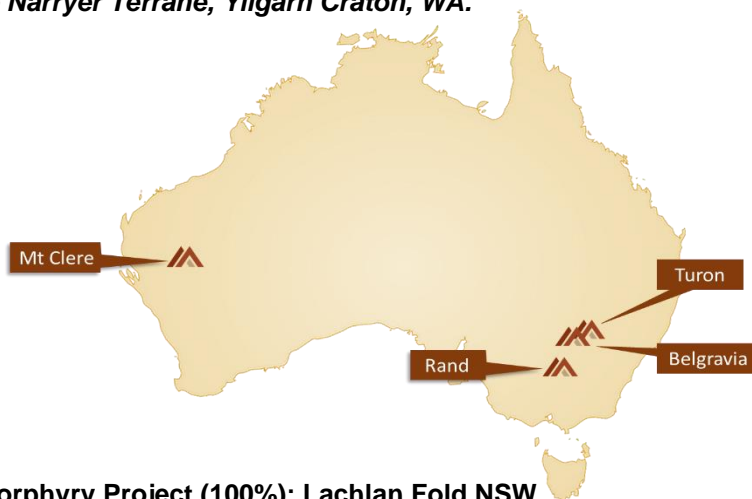 Narryer Terrane, Yilgarn Craton, WA.
Mt Clere
Turon
Rand
Belgravia
orphyry Project (100%): Lachlan Fold NSW